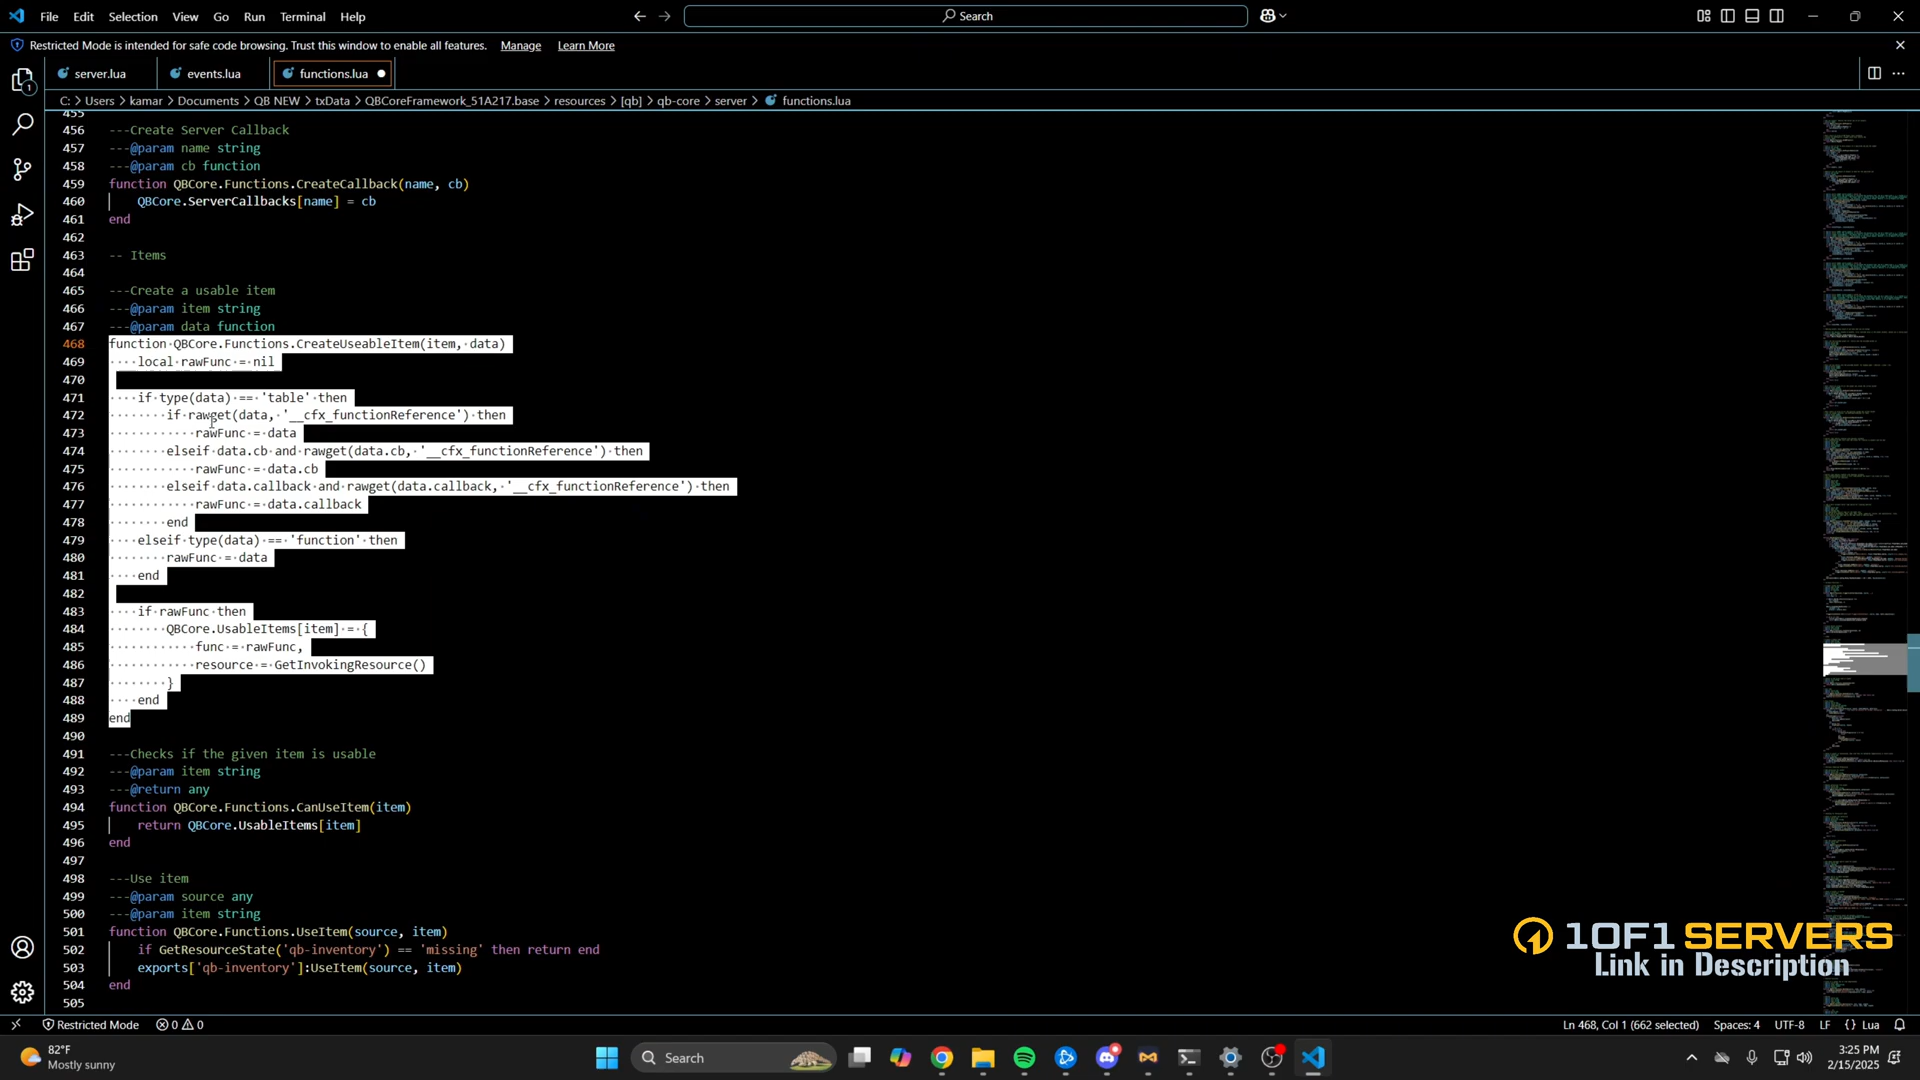 File Edit Selection View Go Run Terminal Help Search
Restricted Mode is intended for safe code browsing. Trust this window to enable all features. Manage Learn More
server.lua events.lua functions.lua
C: > Users > kamar > Documents > QB NEW > txData > QBCoreFramework_51A217.base > resources > [qb] > qb-core > server > functions.lua
455
456 ---Create Server Callback
457 ---@param name string
458 ---@param cb function
459 function QBCore.Functions.CreateCallback(name, cb)
460 QBCore.ServerCallbacks[name] = cb
461 end
462
463 -- Items
464
465 ---Create a usable item
466 ---@param item string
467 ---@param data function
468 function QBCore.Functions.CreateUseableItem(item, data)
469 local rawFunc = nil
470
471 if type(data) == 'table' then
472 if rawget(data, '__cfx_functionReference') then
473 rawFunc = data
474 elseif data.cb and rawget(data.cb, '__cfx_functionReference') then
475 rawFunc = data.cb
476 elseif data.callback and rawget(data.callback, '__cfx_functionReference') then
477 rawFunc = data.callback
478 end
479 elseif type(data) == 'function' then
480 rawFunc = data
481 end
482
483 if rawFunc then
484 QBCore.UsableItems[item] = {
485 func = rawFunc,
486 resource = GetInvokingResource()
487 }
488 end
489 end
490
491 ---Checks if the given item is usable
492 ---@param item string
493 ---@return any
494 function QBCore.Functions.CanUseItem(item)
495 return QBCore.UsableItems[item]
496 end
497
498 ---Use item
499 ---@param source any
500 ---@param item string
501 function QBCore.Functions.UseItem(source, item)
502 if GetResourceState('qb-inventory') == 'missing' then return end
503 exports['qb-inventory']:UseItem(source, item)
504 end
505
1OF1 SERVERS
Link in Description
Restricted Mode 0 0 Ln 468, Col 1 (662 selected) Spaces: 4 UTF-8 LF {} Lua
82°F
Mostly sunny
Search
3:25 PM
2/15/2025